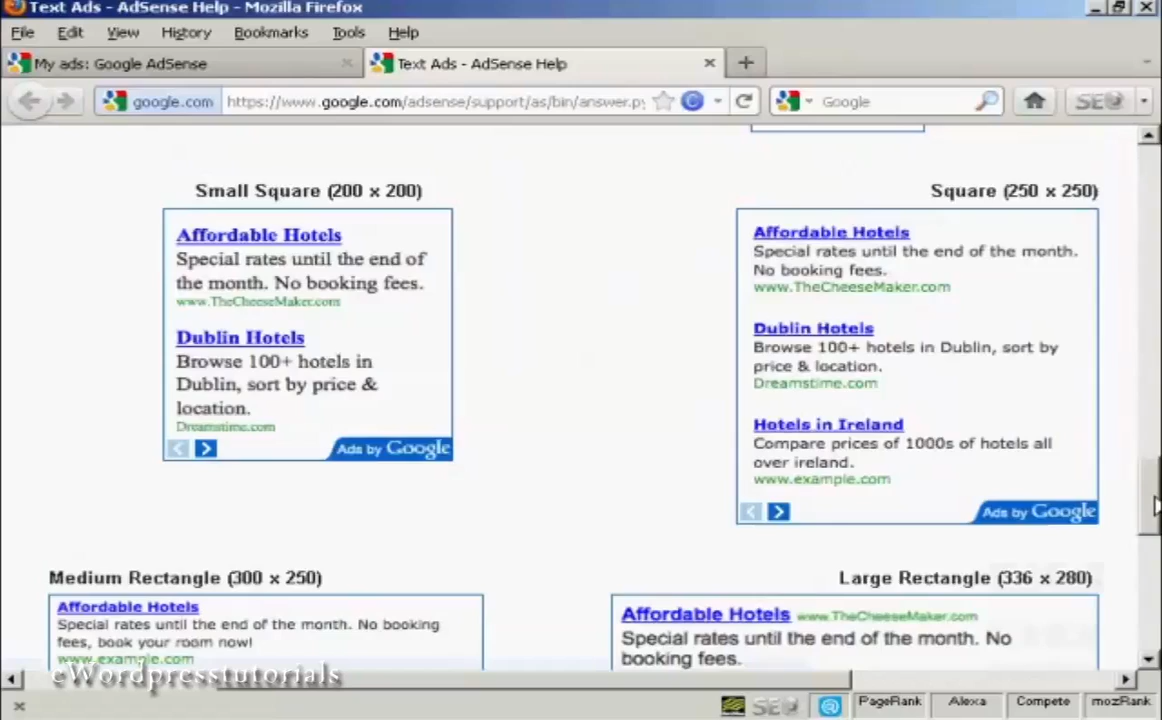 Text Ads - AdSense Help - Mozilla Firefox
File Edit View History Bookmarks Tools Help
My ads: Google AdSense
Text Ads - AdSense Help
google.com
https://www.google.com/adsense/support/as/bin/answer.py
Google
SE
Small Square (200 x 200)
Affordable Hotels
Special rates until the end of
the month. No booking fees.
www.TheCheeseMaker.com
Dublin Hotels
Browse 100+ hotels in
Dublin, sort by price &
location.
Dreamstime.com
Ads by Google
Square (250 x 250)
Affordable Hotels
Special rates until the end of the month.
No booking fees.
www.TheCheeseMaker.com
Dublin Hotels
Browse 100+ hotels in Dublin, sort by
price & location.
Dreamstime.com
Hotels in Ireland
Compare prices of 1000s of hotels all
over ireland.
www.example.com
Ads by Google
Medium Rectangle (300 x 250)
Affordable Hotels
Special rates until the end of the month. No booking
fees, book your room now!
www.example.com
Large Rectangle (336 x 280)
Affordable Hotels www.TheCheeseMaker.com
Special rates until the end of the month. No
booking fees.
eWordpresstutorials
SE
PageRank Alexa Compete mozRank